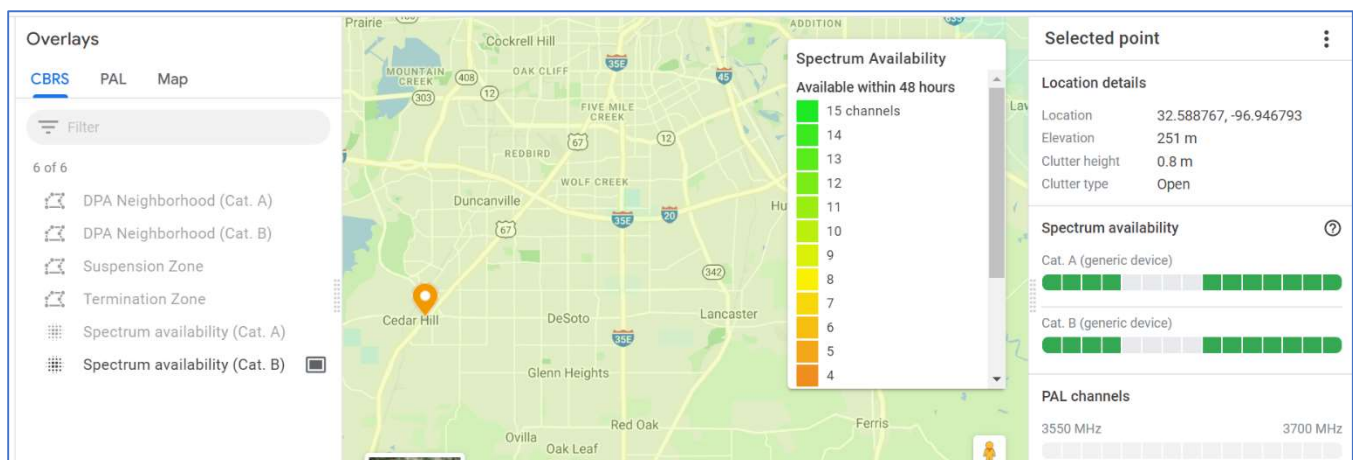 Overlays
CBRS PAL Map
Filter
6 of 6
DPA Neighborhood (Cat. A)
DPA Neighborhood (Cat. B)
Suspension Zone
Termination Zone
Spectrum availability (Cat. A)
Spectrum availability (Cat. B)
Prairie
Cockrell Hill
ADDITION
MOUNTAIN
CREEK
408
OAK CLIFF
35E
45
303
12
FIVE MILE
CREEK
67
12
REDBIRD
WOLF CREEK
Duncanville
35E
20
67
342
Cedar Hill
DeSoto
Lancaster
35E
Glenn Heights
Red Oak
Ferris
Ovilla
Oak Leaf
Spectrum Availability
Available within 48 hours
15 channels
14
13
12
11
10
9
8
7
6
5
4
Selected point
Location details
Location 32.588767, -96.946793
Elevation 251 m
Clutter height 0.8 m
Clutter type Open
Spectrum availability
Cat. A (generic device)
Cat. B (generic device)
PAL channels
3550 MHz 3700 MHz